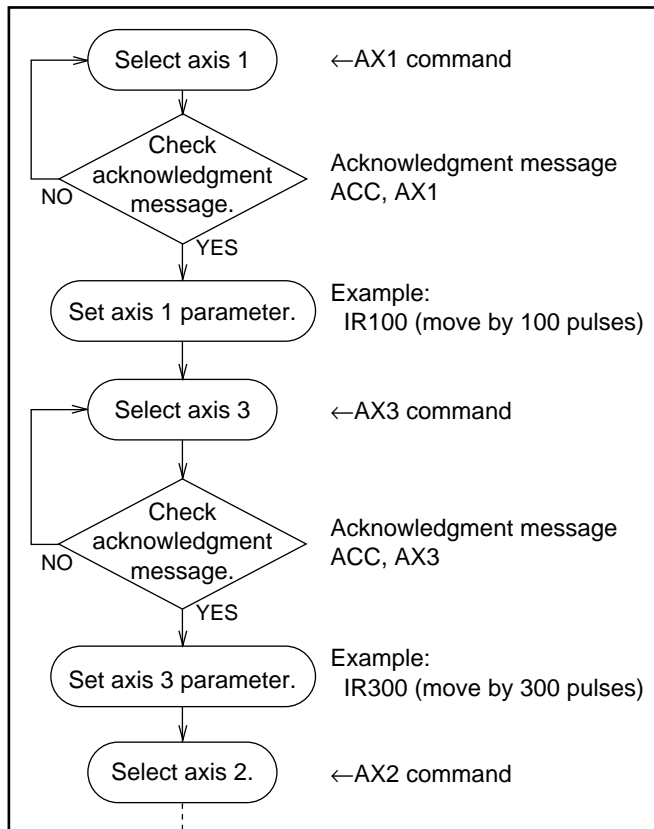 Select axis 1
←AX1 command
Check
acknowledgment
message.
NO
Acknowledgment message
ACC, AX1
YES
Set axis 1 parameter.
Example:
IR100 (move by 100 pulses)
Select axis 3
←AX3 command
Check
acknowledgment
message.
NO
Acknowledgment message
ACC, AX3
YES
Set axis 3 parameter.
Example:
IR300 (move by 300 pulses)
Select axis 2.
←AX2 command